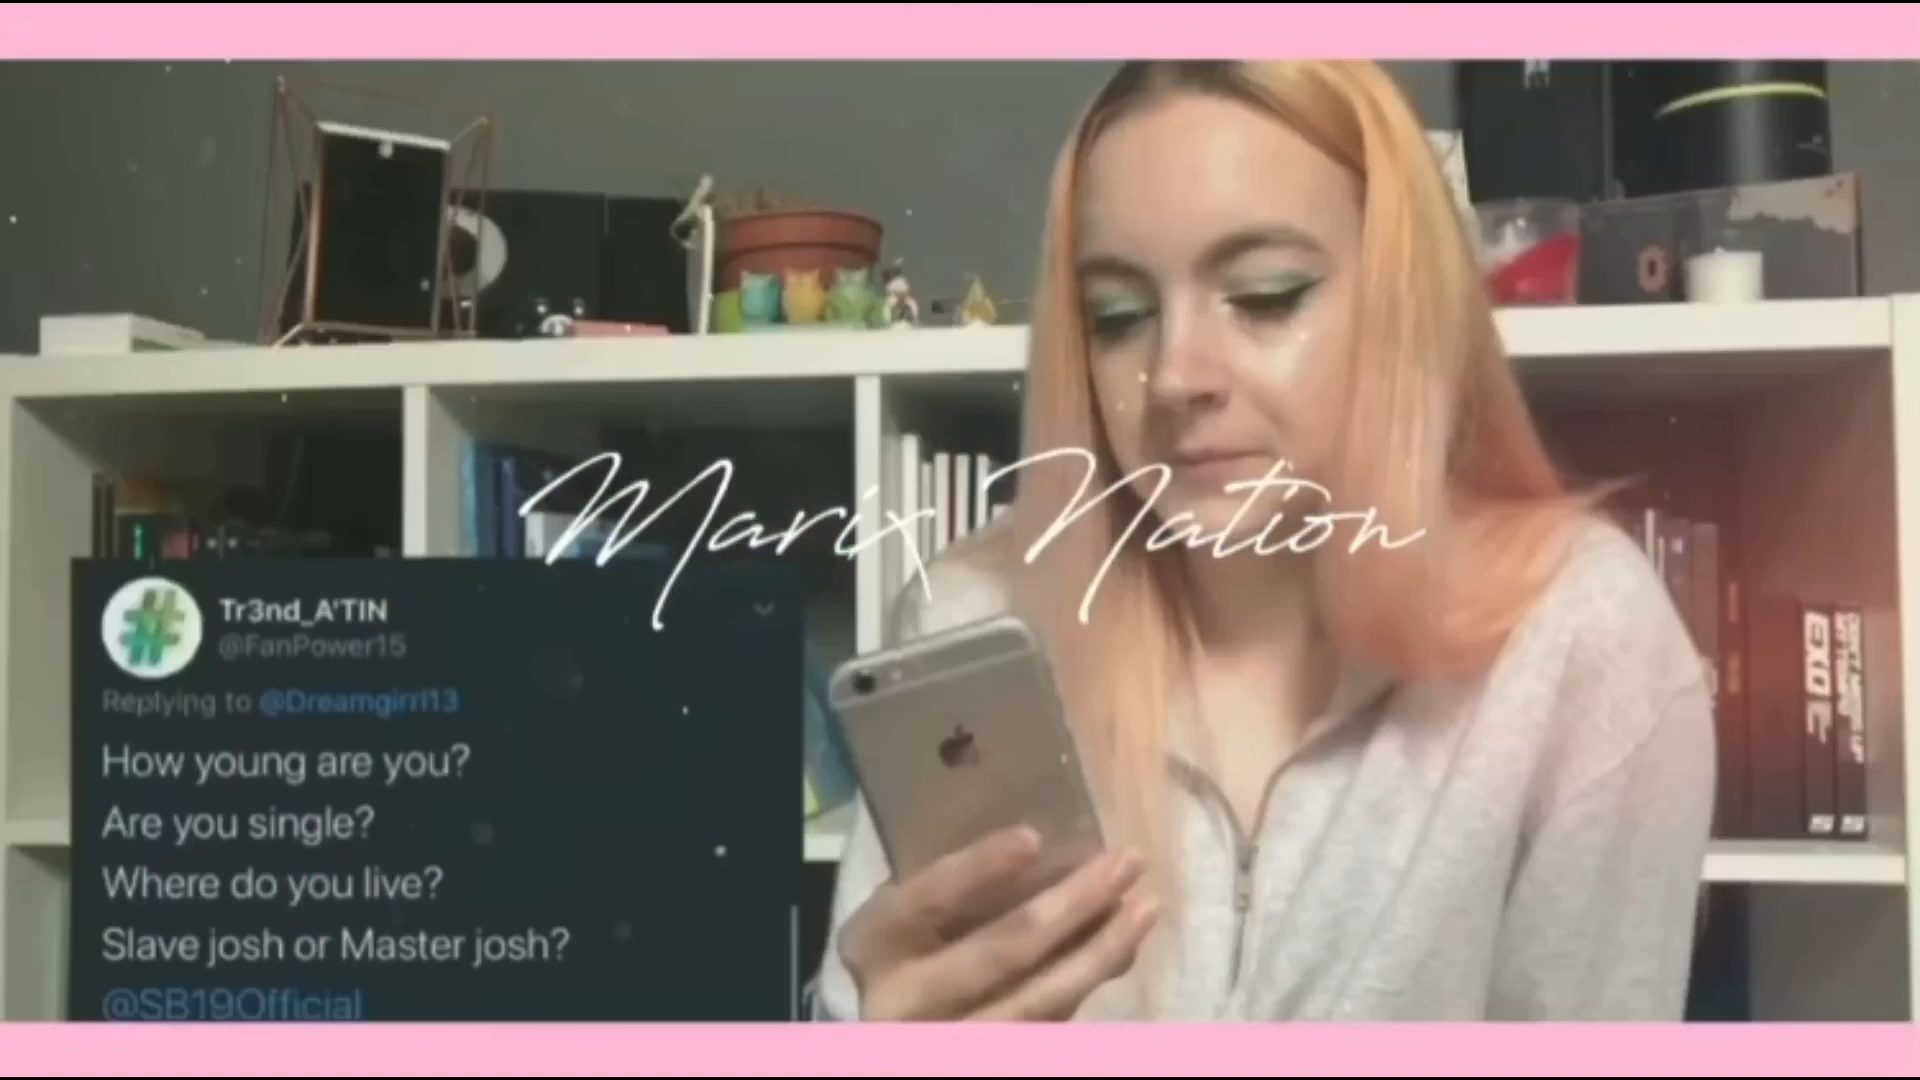 Marix Nation
Tr3nd_A'TIN
@FanPower15
Replying to @Dreamgirrl13
How young are you?
Are you single?
Where do you live?
Slave josh or Master josh?
@SB19Official
EXO